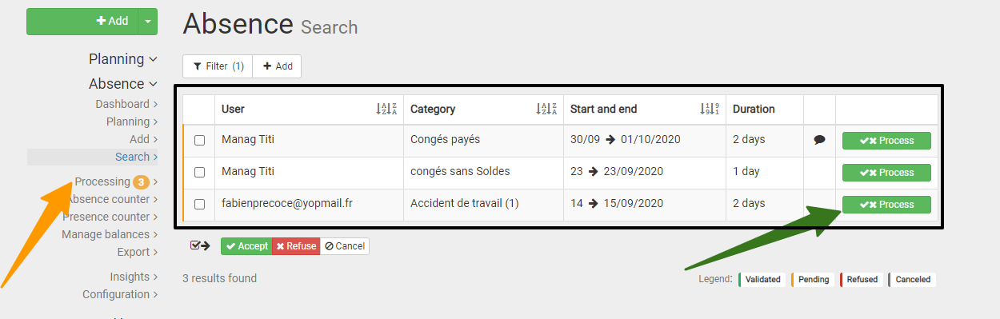 Add
Absence Search
Planning
Filter (1) Add
Absence
Dashboard
Planning
Add
Search
Processing 3
Absence counter
Presence counter
Manage balances
Export
Insights
Configuration
User Category Start and end Duration
Manag Titi Congés payés 30/09 01/10/2020 2 days Process
Manag Titi congés sans Soldes 23 23/09/2020 1 day Process
fabienprecoce@yopmail.fr Accident de travail (1) 14 15/09/2020 2 days Process
Accept Refuse Cancel
3 results found
Legend: Validated Pending Refused Canceled